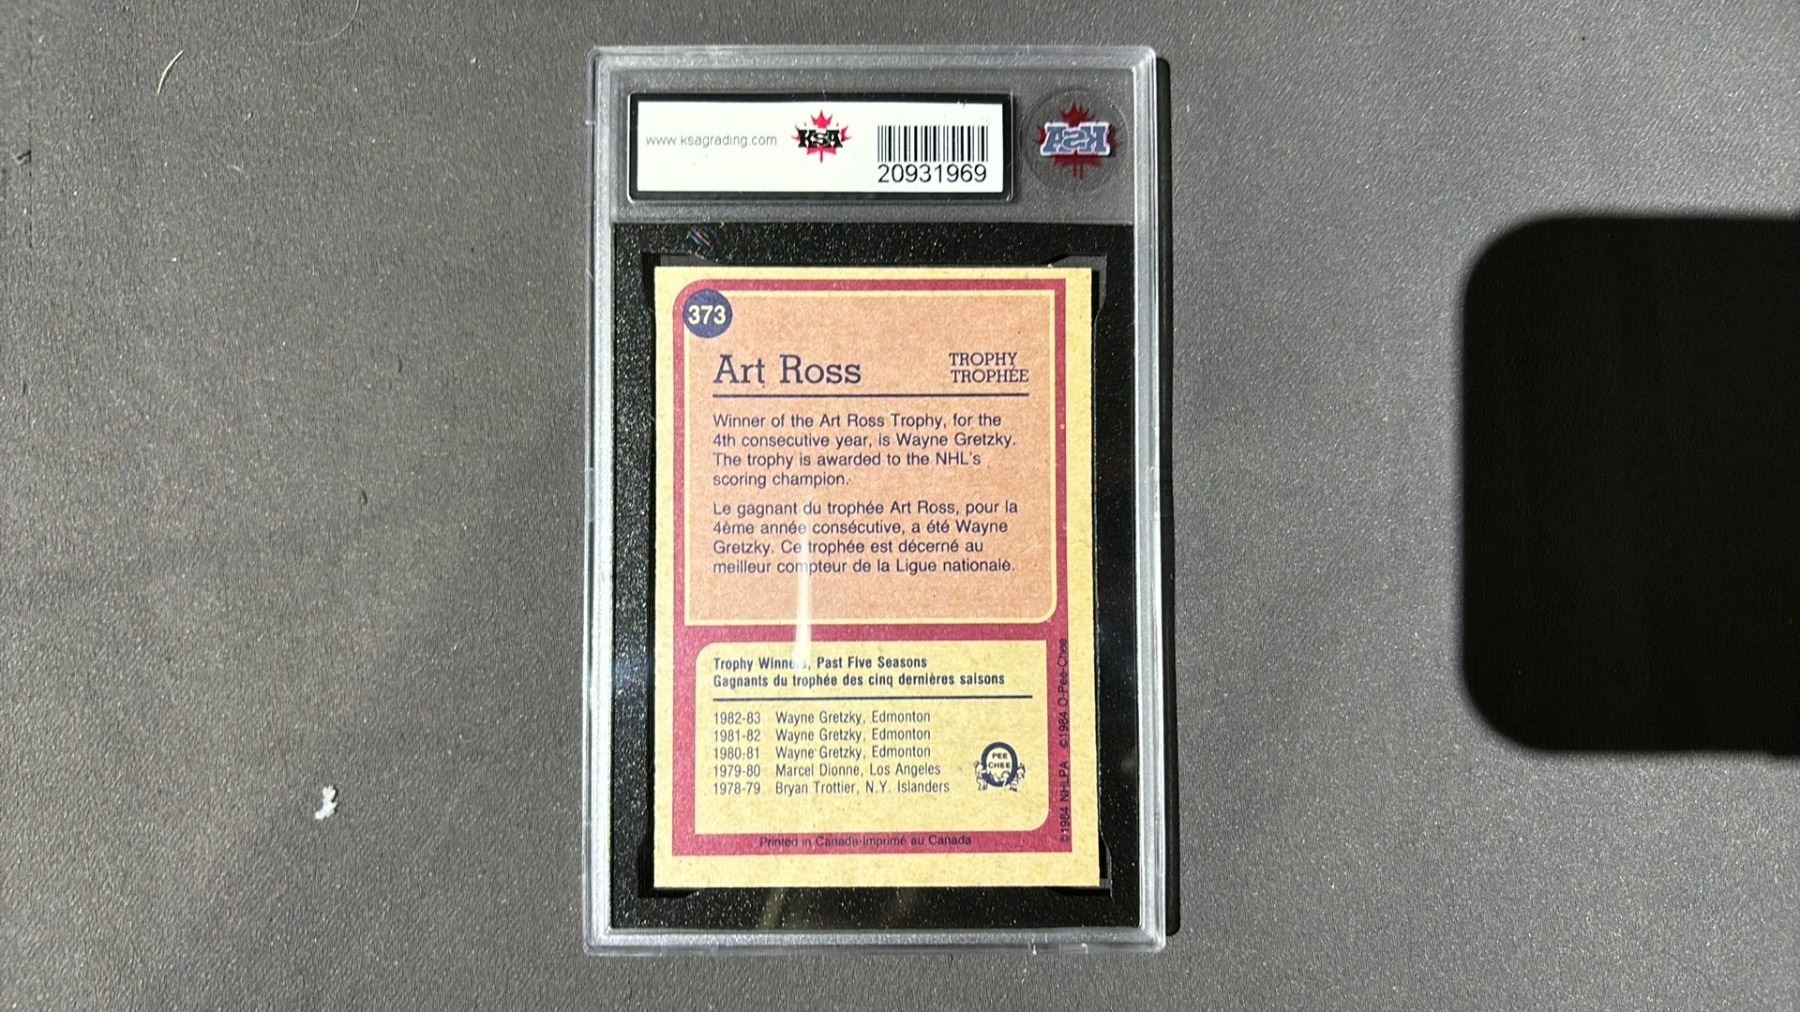 www.ksagrading.com
KSA
20931969
KSA
373
Art Ross
TROPHY
TROPHÉE
Winner of the Art Ross Trophy, for the
4th consecutive year, is Wayne Gretzky.
The trophy is awarded to the NHL's
scoring champion.
Le gagnant du trophée Art Ross, pour la
4ème année consécutive, a été Wayne
Gretzky. Ce trophée est décerné au
meilleur compteur de la Ligue nationale.
Trophy Winners, Past Five Seasons
Gagnants du trophée des cinq dernières saisons
1982-83 Wayne Gretzky, Edmonton
1981-82 Wayne Gretzky, Edmonton
1980-81 Wayne Gretzky, Edmonton
1979-80 Marcel Dionne, Los Angeles
1978-79 Bryan Trottier, N.Y. Islanders
PEE
CHEE
Printed in Canada-Imprimé au Canada
©1984 NHLPA ©1984 O-Pee-Chee